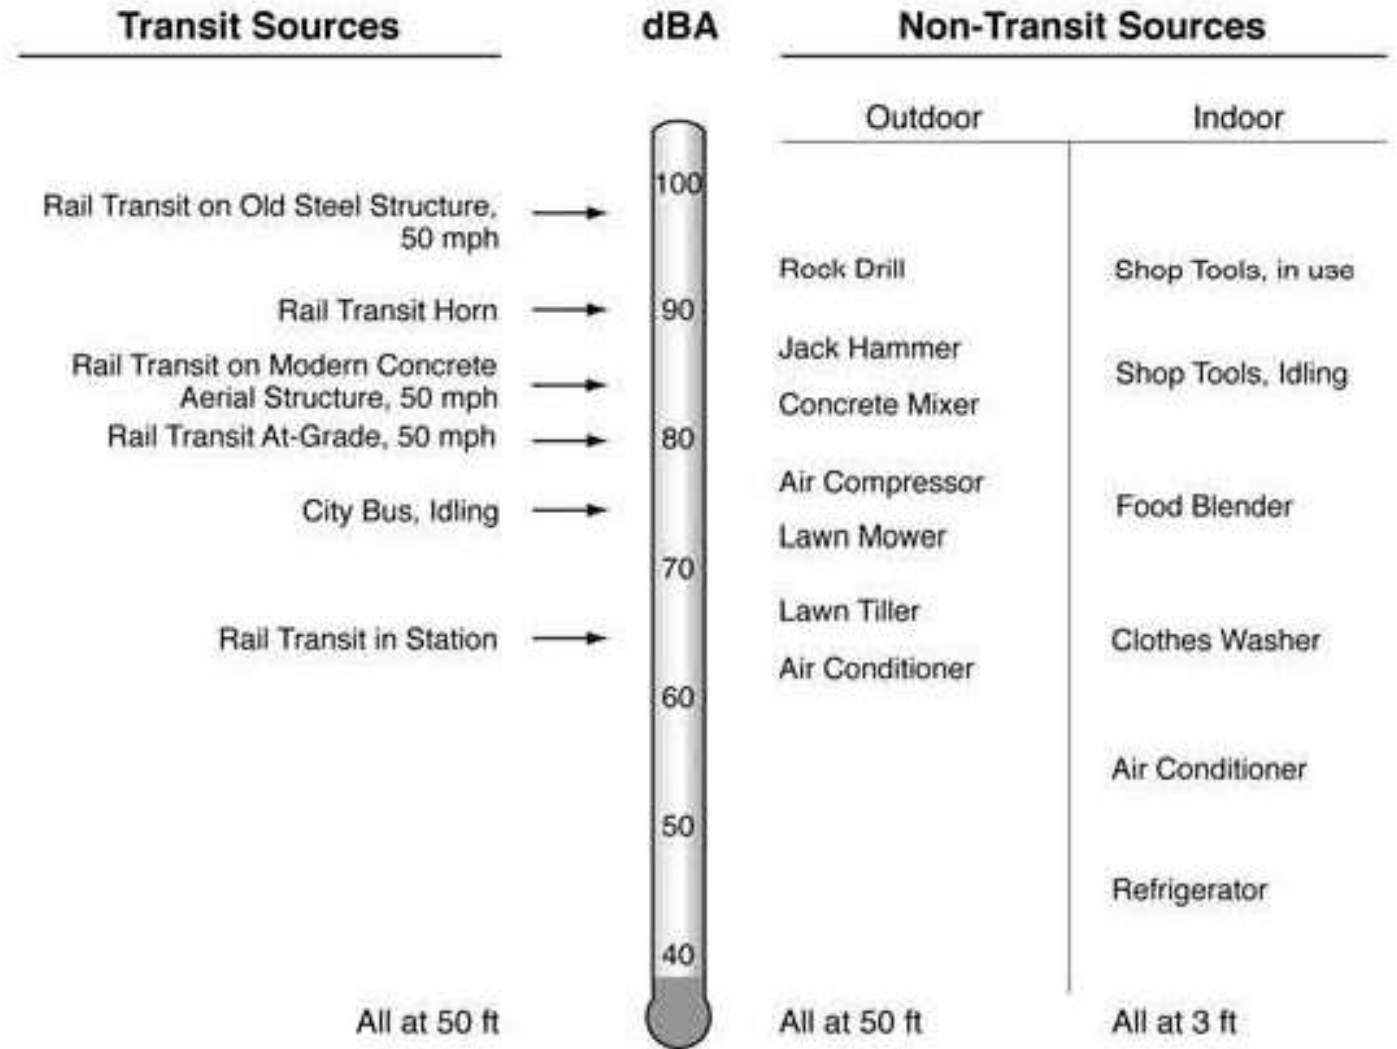 Transit Sources
dBA
Non-Transit Sources
Outdoor
Indoor
100
Rail Transit on Old Steel Structure,
50 mph
Rock Drill
Shop Tools, in use
Rail Transit Horn
90
Jack Hammer
Rail Transit on Modern Concrete
Aerial Structure, 50 mph
Shop Tools, Idling
Concrete Mixer
Rail Transit At-Grade, 50 mph
80
Air Compressor
City Bus, Idling
Food Blender
Lawn Mower
70
Lawn Tiller
Rail Transit in Station
Clothes Washer
Air Conditioner
60
Air Conditioner
50
Refrigerator
40
All at 50 ft
All at 50 ft
All at 3 ft